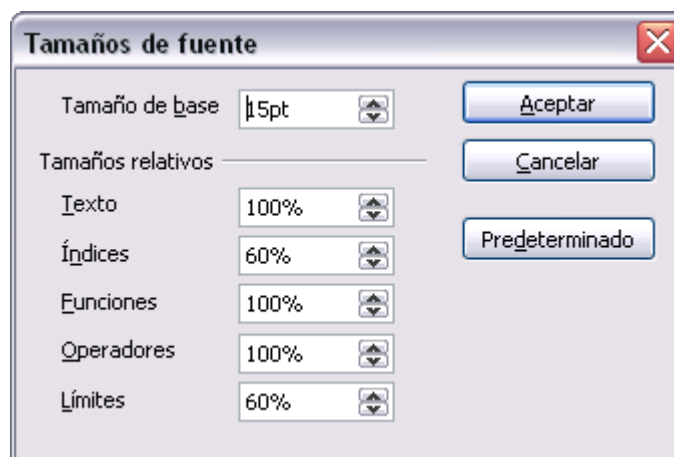 Tamaños de fuente
Tamaño de base 15pt Aceptar
Tamaños relativos Cancelar
Texto 100%
Índices 60% Predeterminado
Funciones 100%
Operadores 100%
Límites 60%